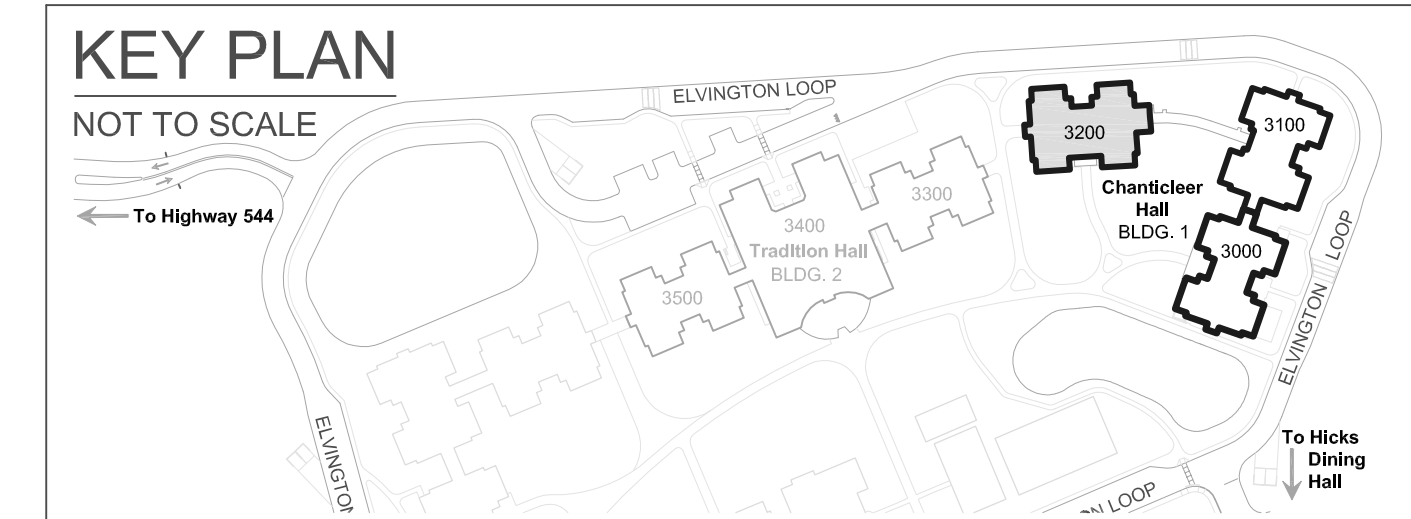 KEY PLAN
NOT TO SCALE
ELVINGTON LOOP
To Highway 544
3200
3100
Chanticleer
Hall
BLDG. 1
3000
3300
3400
Tradition Hall
BLDG. 2
3500
ELVINGTON LOOP
ELVINGTON
To Hicks
Dining
Hall
ON LOOP